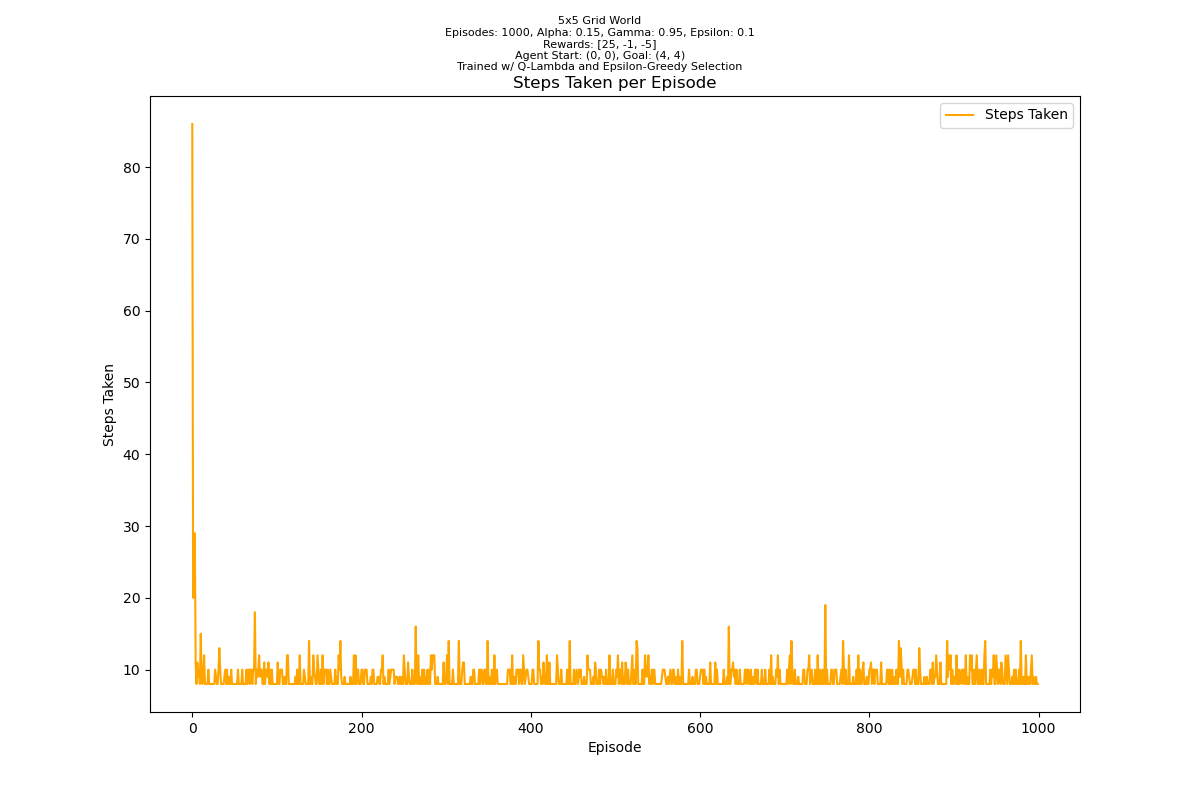 5x5 Grid World
Episodes: 1000, Alpha: 0.15, Gamma: 0.95, Epsilon: 0.1
Rewards: [25, -1, -5]
Agent Start: (0, 0), Goal: (4, 4)
Trained w/ Q-Lambda and Epsilon-Greedy Selection
Steps Taken per Episode
Steps Taken
80
70
60
50
40
30
20
10
Steps Taken
0
200
400
600
800
1000
Episode